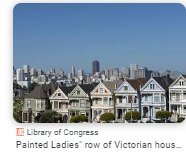 Library of Congress
Painted Ladies" row of Victorian hous...